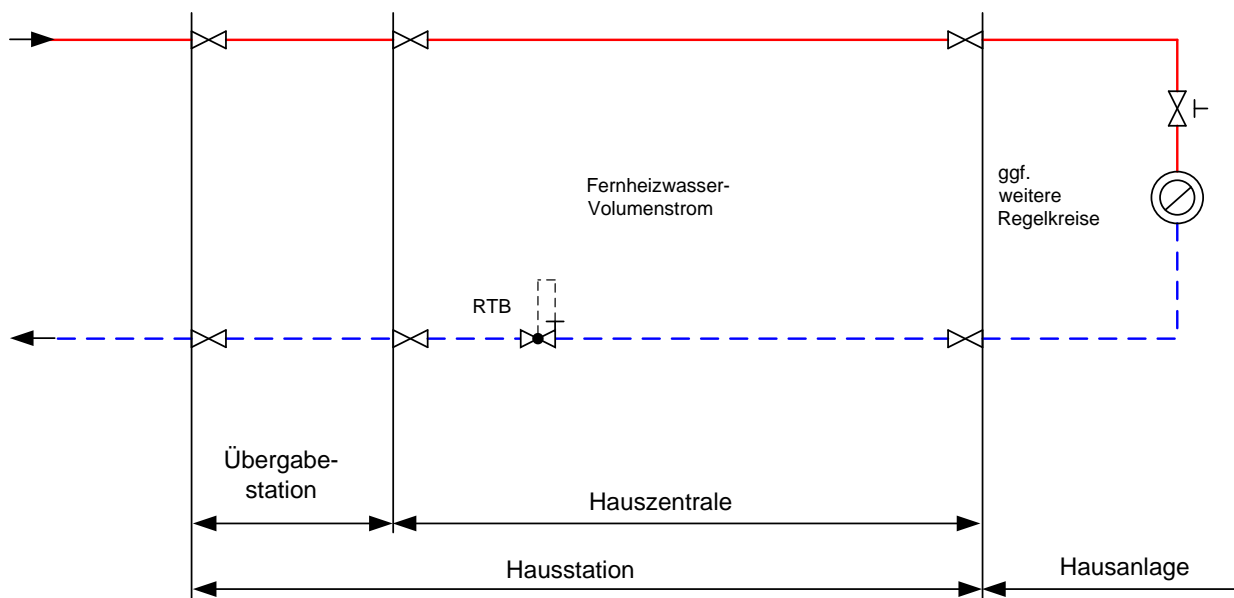 Fernheizwasser-
Volumenstrom
ggf.
weitere
Regelkreise
RTB
Übergabe-
station
Hauszentrale
Hausstation
Hausanlage